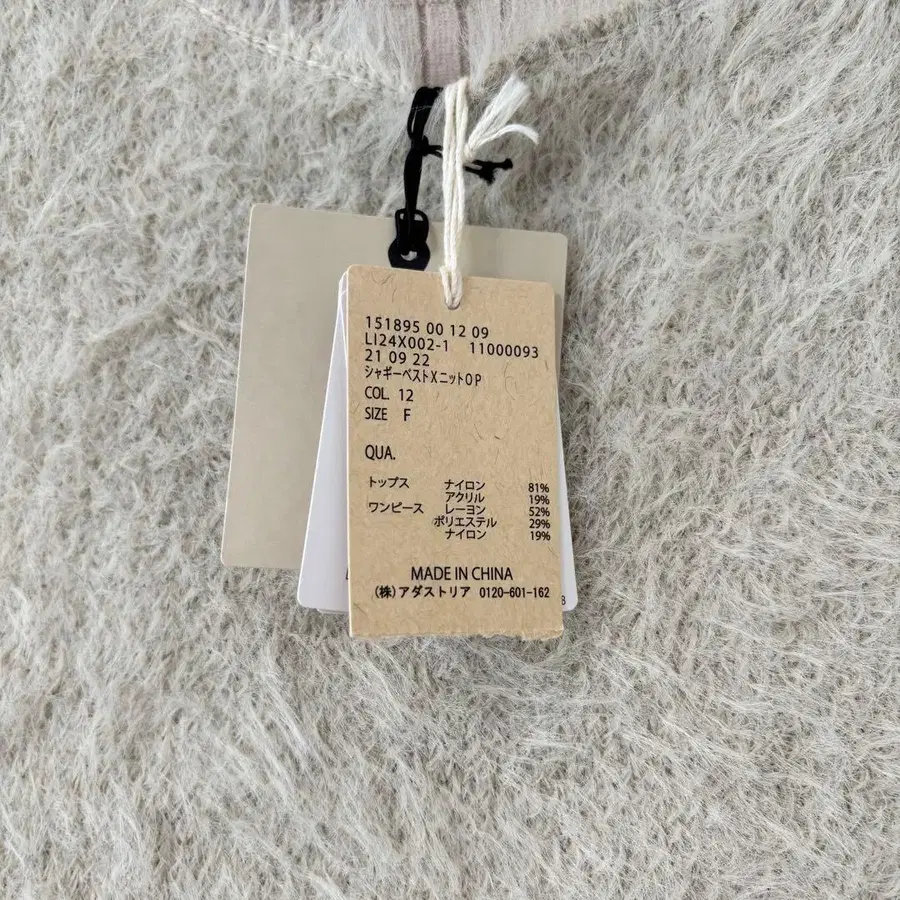 151895 00 12 09
LI24X002-1 11000093
21 09 22
シャギーベストXニットOP
COL. 12
SIZE F
QUA.
トップス ナイロン 81%
アクリル 19%
ワンピース レーヨン 52%
ポリエステル 29%
ナイロン 19%
MADE IN CHINA
(株)アダストリア 0120-601-162
8